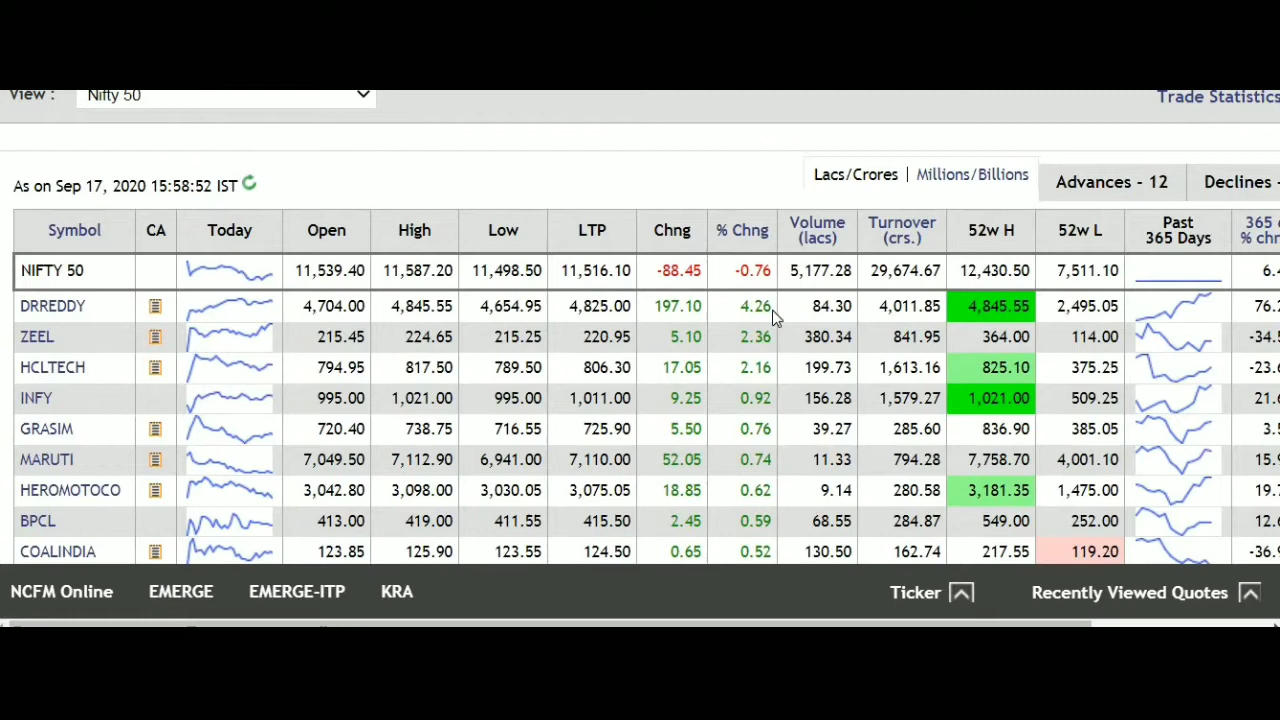 View : Nifty 50
Trade Statistics
As on Sep 17, 2020 15:58:52 IST
Lacs/Crores | Millions/Billions
Advances - 12
Declines -
Symbol CA Today Open High Low LTP Chng % Chng Volume (lacs) Turnover (crs.) 52w H 52w L Past 365 Days 365 % chn
NIFTY 50 11,539.40 11,587.20 11,498.50 11,516.10 -88.45 -0.76 5,177.28 29,674.67 12,430.50 7,511.10 6.4
DRREDDY 4,704.00 4,845.55 4,654.95 4,825.00 197.10 4.26 84.30 4,011.85 4,845.55 2,495.05 76.2
ZEEL 215.45 224.65 215.25 220.95 5.10 2.36 380.34 841.95 364.00 114.00 -34.5
HCLTECH 794.95 817.50 789.50 806.30 17.05 2.16 199.73 1,613.16 825.10 375.25 -23.6
INFY 995.00 1,021.00 995.00 1,011.00 9.25 0.92 156.28 1,579.27 1,021.00 509.25 21.6
GRASIM 720.40 738.75 716.55 725.90 5.50 0.76 39.27 285.60 836.90 385.05 3.5
MARUTI 7,049.50 7,112.90 6,941.00 7,110.00 52.05 0.74 11.33 794.28 7,758.70 4,001.10 15.9
HEROMOTOCO 3,042.80 3,098.00 3,030.05 3,075.05 18.85 0.62 9.14 280.58 3,181.35 1,475.00 19.7
BPCL 413.00 419.00 411.55 415.50 2.45 0.59 68.55 284.87 549.00 252.00 12.6
COALINDIA 123.85 125.90 123.55 124.50 0.65 0.52 130.50 162.74 217.55 119.20 -36.9
NCFM Online EMERGE EMERGE-ITP KRA Ticker Recently Viewed Quotes